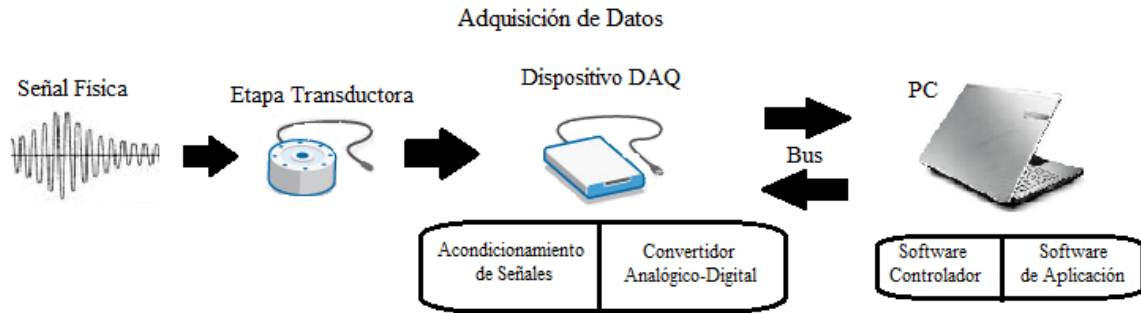 Adquisición de Datos
Señal Fisica
Etapa Transductora
Dispositivo DAQ
Bus
PC
Acondicionamiento
de Señales
Convertidor
Analógico-Digital
Software
Controlador
Software
de Aplicación